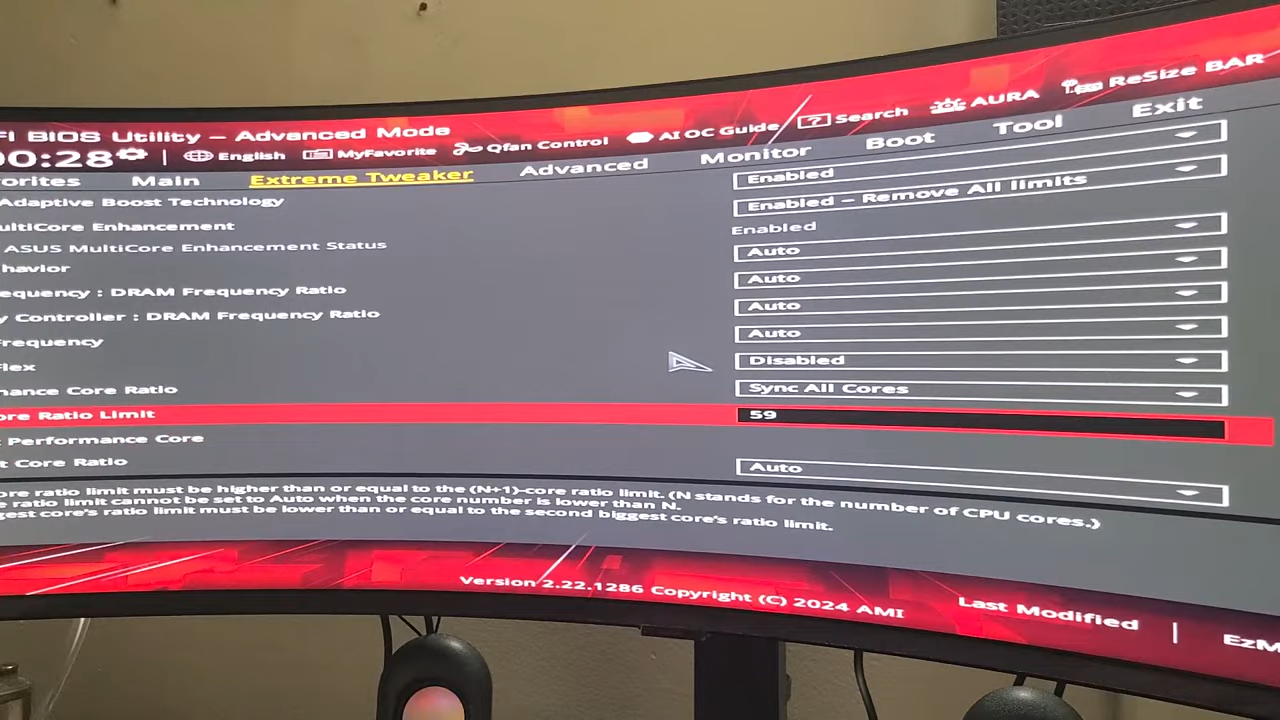 FI BIOS Utility – Advanced Mode
00:28 | English MyFavorite Qfan Control AI OC Guide Search AURA ReSize BAR
orites Main Extreme Tweaker Advanced Monitor Boot Tool Exit
Adaptive Boost Technology Enabled
ultiCore Enhancement Enabled – Remove All limits
ASUS MultiCore Enhancement Status Enabled
havior Auto
equency : DRAM Frequency Ratio Auto
y Controller : DRAM Frequency Ratio Auto
Frequency Auto
lex Disabled
nance Core Ratio Sync All Cores
ore Ratio Limit 59
Performance Core
t Core Ratio Auto
ore ratio limit must be higher than or equal to the (N+1)-core ratio limit. (N stands for the number of CPU cores.)
e ratio limit cannot be set to Auto when the core number is lower than N.
gest core's ratio limit must be lower than or equal to the second biggest core's ratio limit.
Version 2.22.1286 Copyright (C) 2024 AMI
Last Modified | EzM